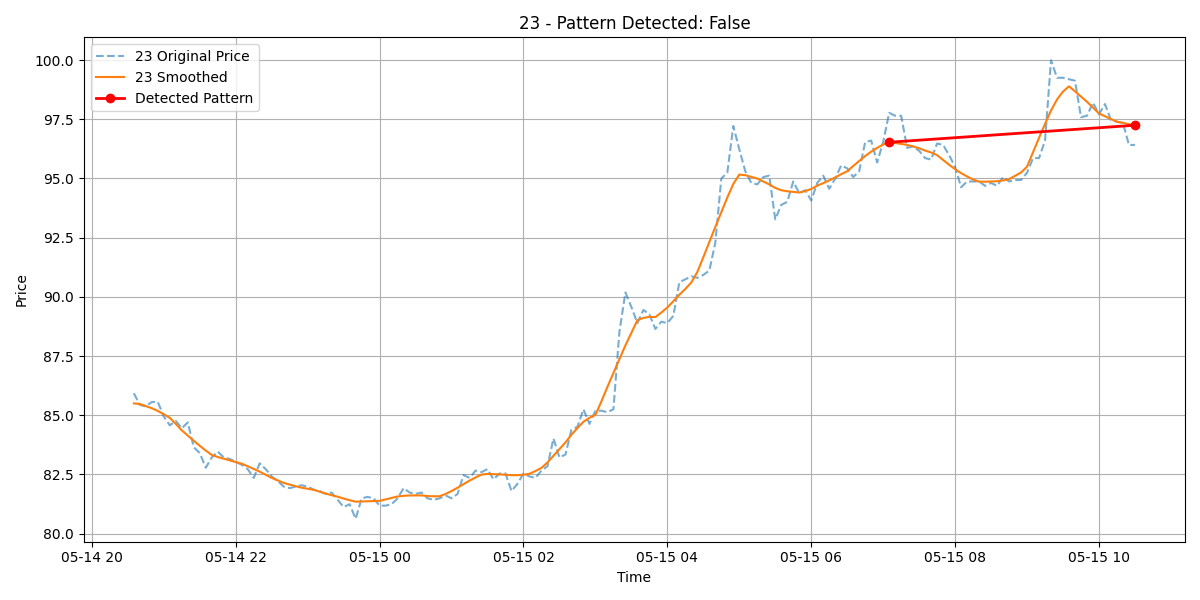 23 - Pattern Detected: False
23 Original Price
23 Smoothed
Detected Pattern
100.0
97.5
95.0
92.5
90.0
87.5
85.0
82.5
80.0
Price
05-14 20
05-14 22
05-15 00
05-15 02
05-15 04
05-15 06
05-15 08
05-15 10
Time